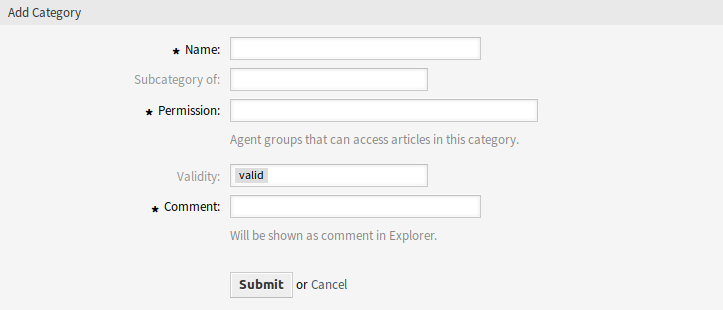 Add Category
★ Name:
Subcategory of:
★ Permission:
Agent groups that can access articles in this category.
Validity: valid
★ Comment:
Will be shown as comment in Explorer.
Submit or Cancel